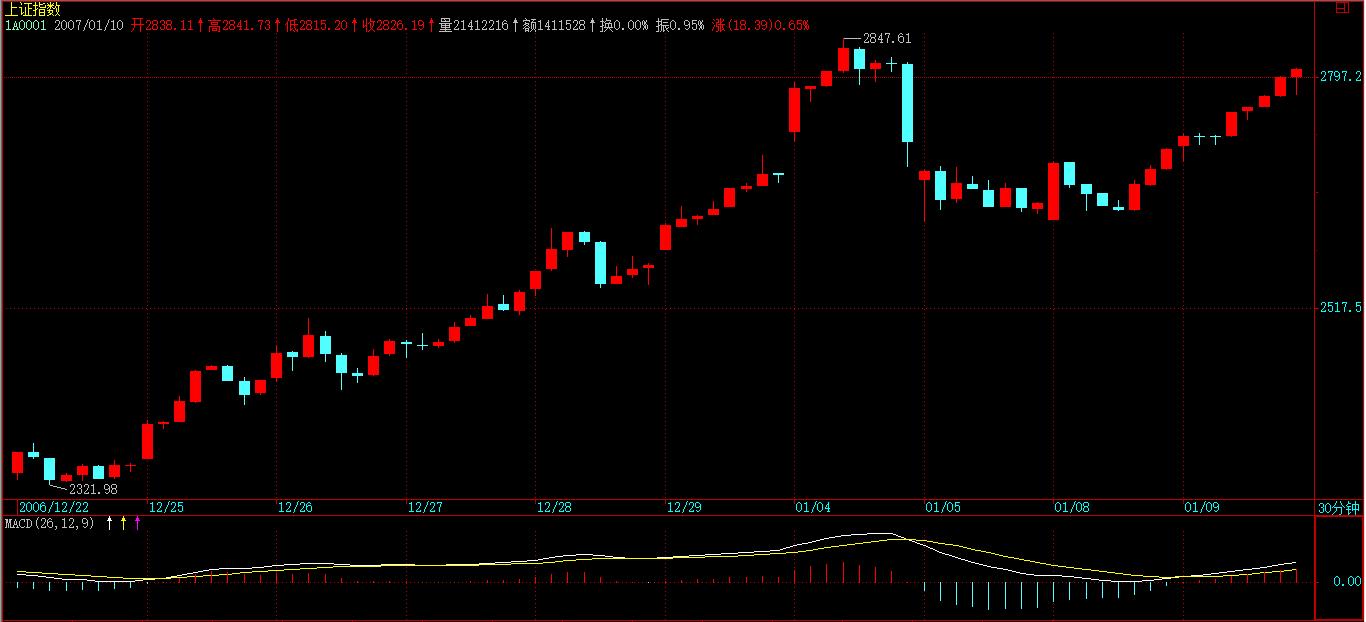 上证指数
1A0001 2007/01/10 开2838.11↑高2841.73↑低2815.20↑收2826.19↑量21412216↑额1411528↑换0.00% 振0.95% 涨(18.39)0.65%
2847.61
2797.2
2517.5
2321.98
2006/12/22 12/25 12/26 12/27 12/28 12/29 01/04 01/05 01/08 01/09 30分钟
MACD(26,12,9) ↑ ↑ ↑
0.00